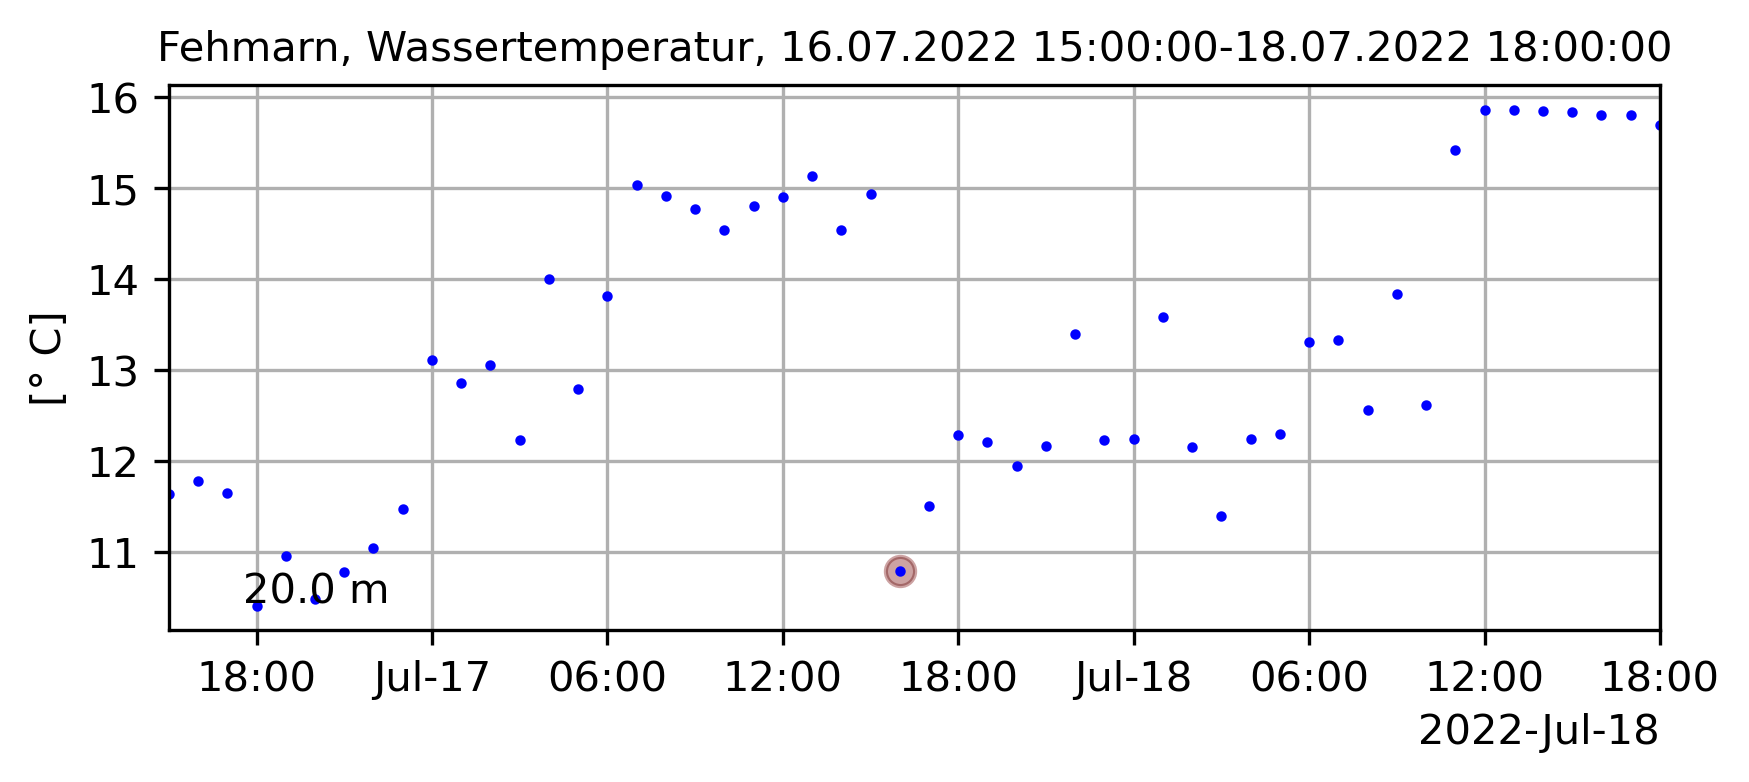 Fehmarn, Wassertemperatur, 16.07.2022 15:00:00-18.07.2022 18:00:00
16
15
14
13
12
11
[° C]
20.0 m
18:00 Jul-17 06:00 12:00 18:00 Jul-18 06:00 12:00 18:00
2022-Jul-18